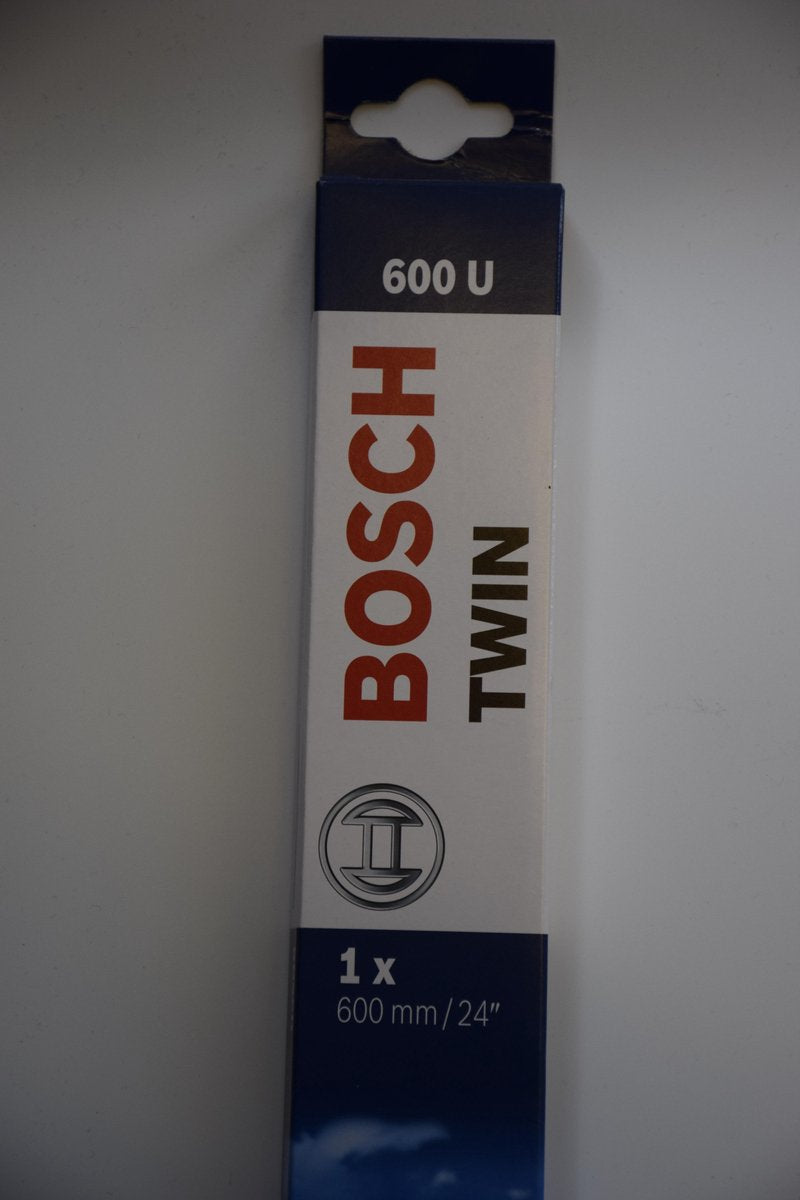 600 U
BOSCH
TWIN
1 x
600 mm / 24"